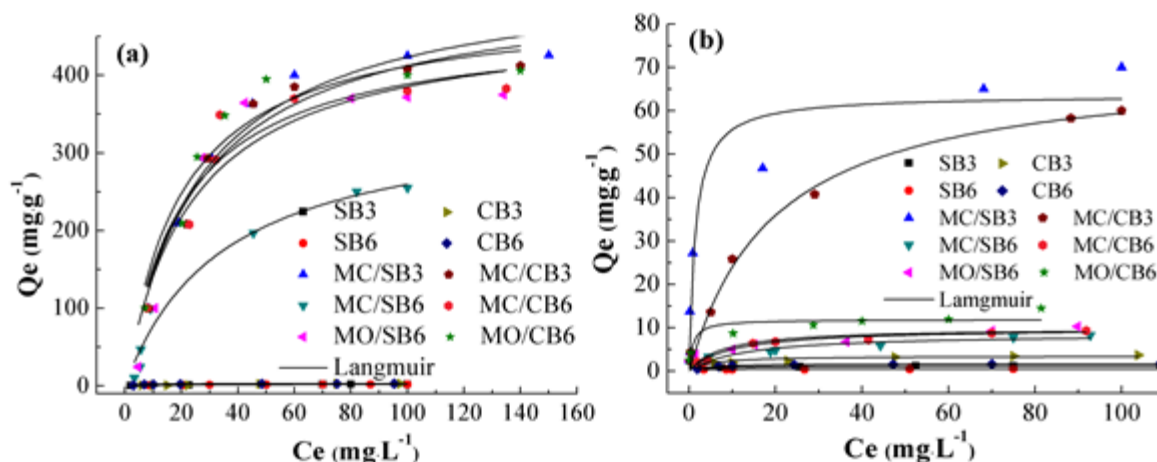 (a)
Qe (mg g⁻¹)
400
300
200
100
0
SB3 CB3
SB6 CB6
MC/SB3 MC/CB3
MC/SB6 MC/CB6
MO/SB6 MO/CB6
Langmuir
0 20 40 60 80 100 120 140 160
Ce (mg.L⁻¹)
(b)
Qe (mg g⁻¹)
80
70
60
50
40
30
20
10
0
SB3 CB3
SB6 CB6
MC/SB3 MC/CB3
MC/SB6 MC/CB6
MO/SB6 MO/CB6
Langmuir
0 20 40 60 80 100
Ce (mg.L⁻¹)